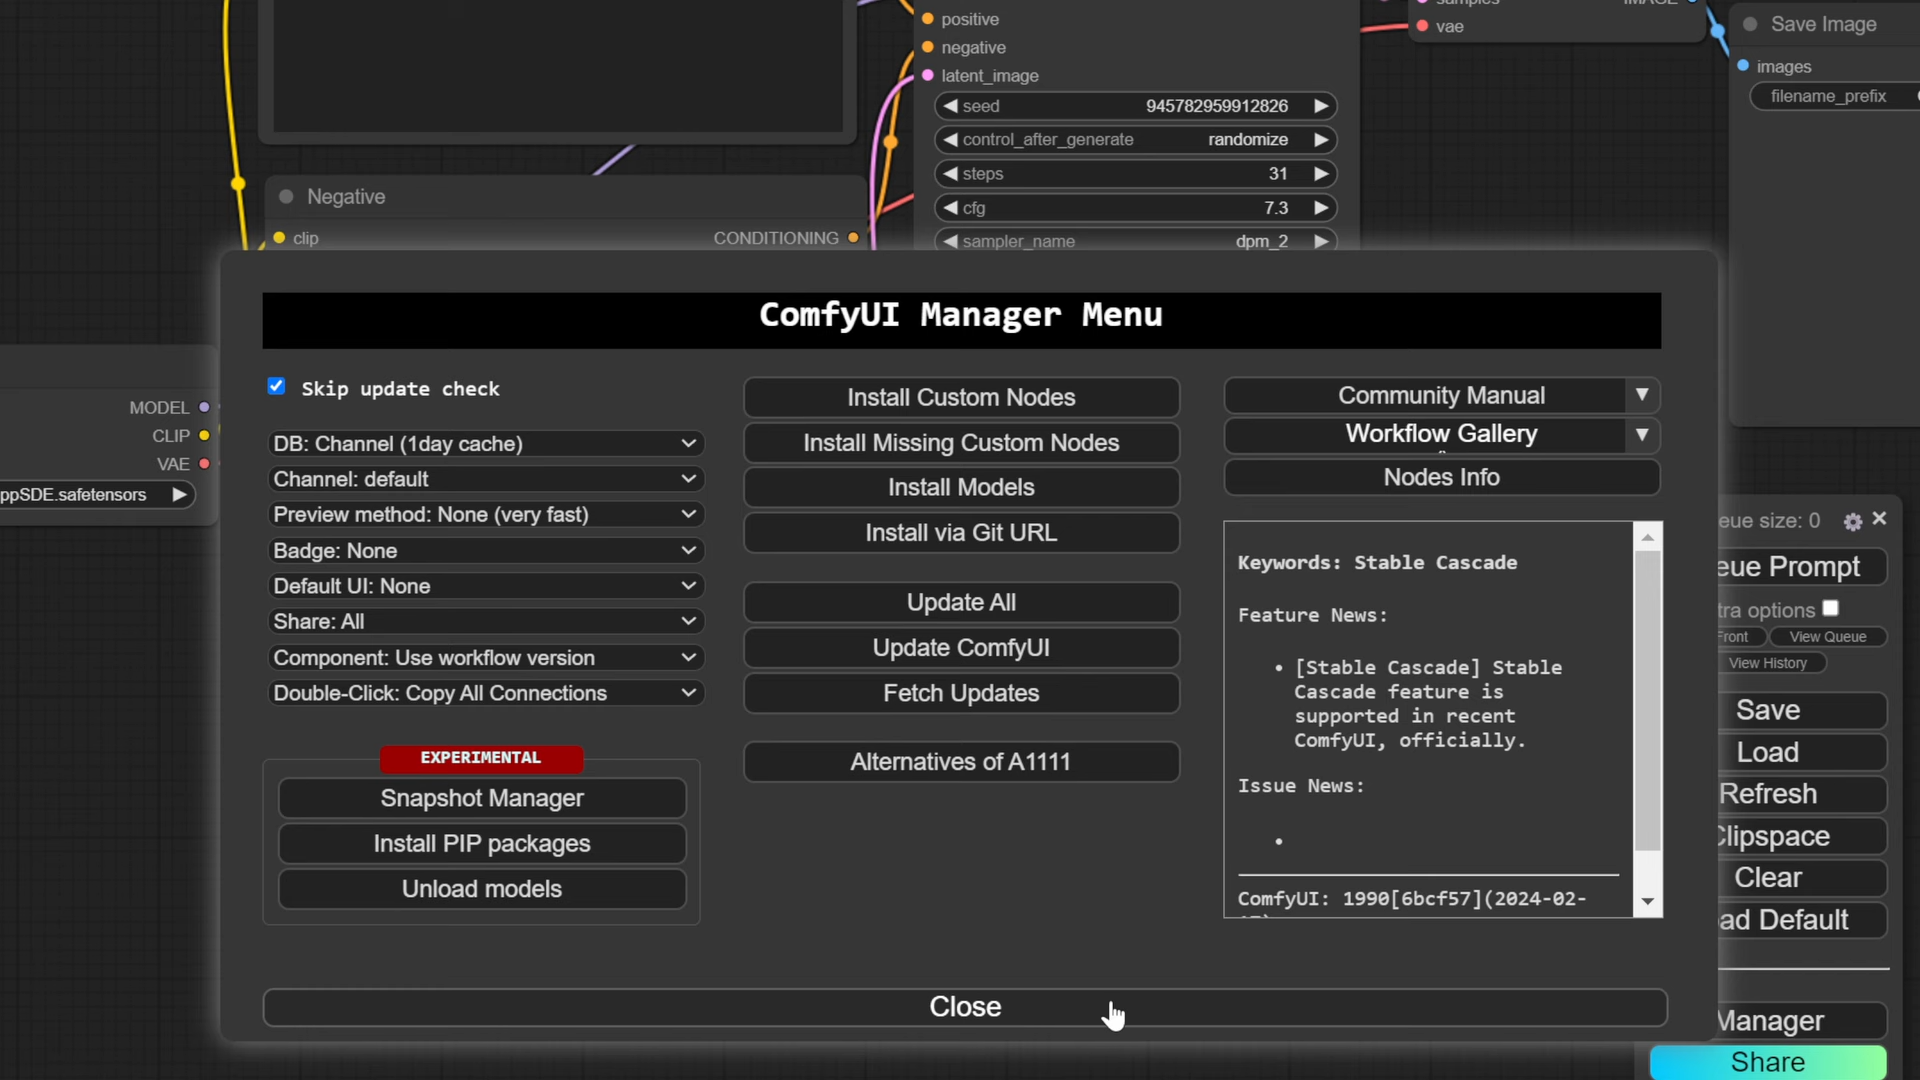 positive
negative
latent_image
seed 945782959912826
control_after_generate randomize
steps 31
cfg 7.3
sampler_name dpm_2
vae
Save Image
images
filename_prefix
Negative
clip CONDITIONING
MODEL
CLIP
VAE
ppSDE.safetensors
ComfyUI Manager Menu
Skip update check
DB: Channel (1day cache)
Channel: default
Preview method: None (very fast)
Badge: None
Default UI: None
Share: All
Component: Use workflow version
Double-Click: Copy All Connections
EXPERIMENTAL
Snapshot Manager
Install PIP packages
Unload models
Install Custom Nodes
Install Missing Custom Nodes
Install Models
Install via Git URL
Update All
Update ComfyUI
Fetch Updates
Alternatives of A1111
Community Manual
Workflow Gallery
Nodes Info
Keywords: Stable Cascade
Feature News:
• [Stable Cascade] Stable
Cascade feature is
supported in recent
ComfyUI, officially.
Issue News:
•
ComfyUI: 1990[6bcf57](2024-02-
Close
eue size: 0
eue Prompt
tra options
Front View Queue
View History
Save
Load
Refresh
Clipspace
Clear
ad Default
Manager
Share